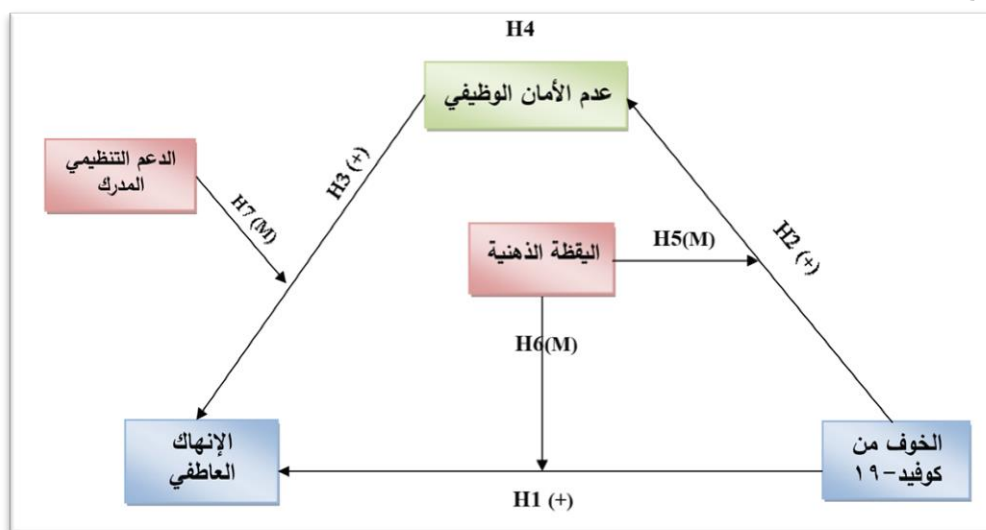 H4
عدم الأمان الوظيفي
الدعم التنظيمي
المدرك
H3 (+)
H7 (M)
اليقظة الذهنية
H5(M)
H2 (+)
H6(M)
الإنهاك
العاطفي
الخوف من
كوفيد-١٩
H1 (+)